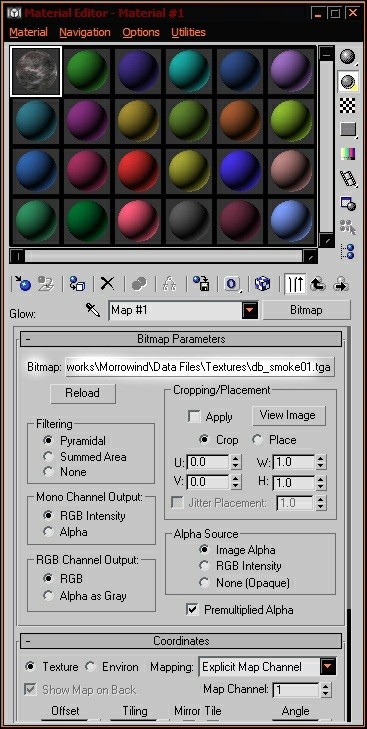 Material Editor - Material #1
Material Navigation Options Utilities
Glow: Map #1 Bitmap
- Bitmap Parameters
Bitmap: works\Morrowind\Data Files\Textures\db_smoke01.tga
Reload
Cropping/Placement
Apply View Image
Crop Place
U: 0.0 W: 1.0
V: 0.0 H: 1.0
Jitter Placement: 1.0
Filtering
Pyramidal
Summed Area
None
Mono Channel Output:
RGB Intensity
Alpha
RGB Channel Output:
RGB
Alpha as Gray
Alpha Source
Image Alpha
RGB Intensity
None (Opaque)
Premultiplied Alpha
- Coordinates
Texture Environ Mapping: Explicit Map Channel
Show Map on Back Map Channel: 1
Offset Tiling Mirror Tile Angle